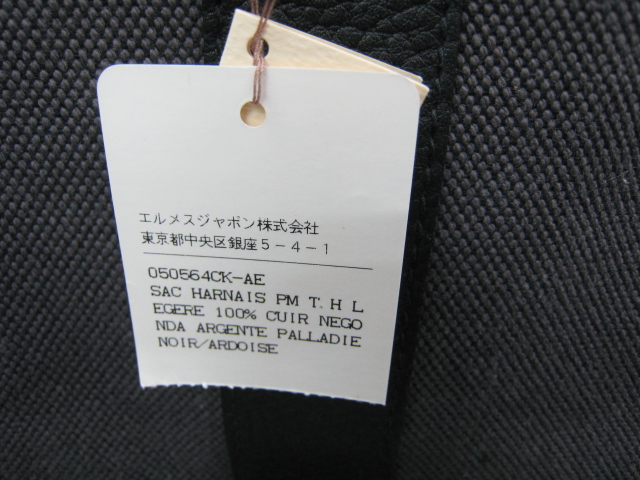 エルメスジャポン株式会社
東京都中央区銀座5-4-1
050564CK-AE
SAC HARNAIS PM T. H L
EGERE 100% CUIR NEGO
NDA ARGENTE PALLADIE
NOIR/ARDOISE